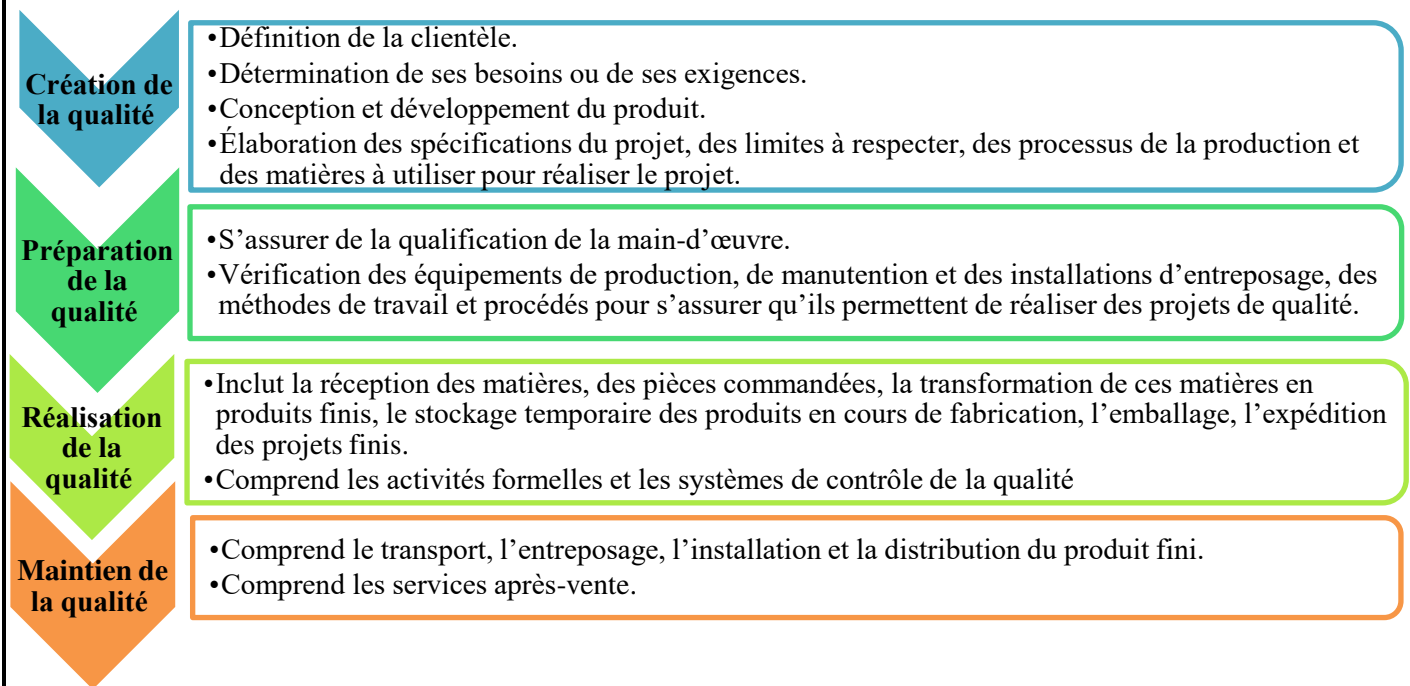 Création de
la qualité
•Définition de la clientèle.
•Détermination de ses besoins ou de ses exigences.
•Conception et développement du produit.
•Élaboration des spécifications du projet, des limites à respecter, des processus de la production et
des matières à utiliser pour réaliser le projet.
Préparation
de la
qualité
•S’assurer de la qualification de la main-d’œuvre.
•Vérification des équipements de production, de manutention et des installations d’entreposage, des
méthodes de travail et procédés pour s’assurer qu’ils permettent de réaliser des projets de qualité.
Réalisation
de la
qualité
•Inclut la réception des matières, des pièces commandées, la transformation de ces matières en
produits finis, le stockage temporaire des produits en cours de fabrication, l’emballage, l’expédition
des projets finis.
•Comprend les activités formelles et les systèmes de contrôle de la qualité
Maintien de
la qualité
•Comprend le transport, l’entreposage, l’installation et la distribution du produit fini.
•Comprend les services après-vente.